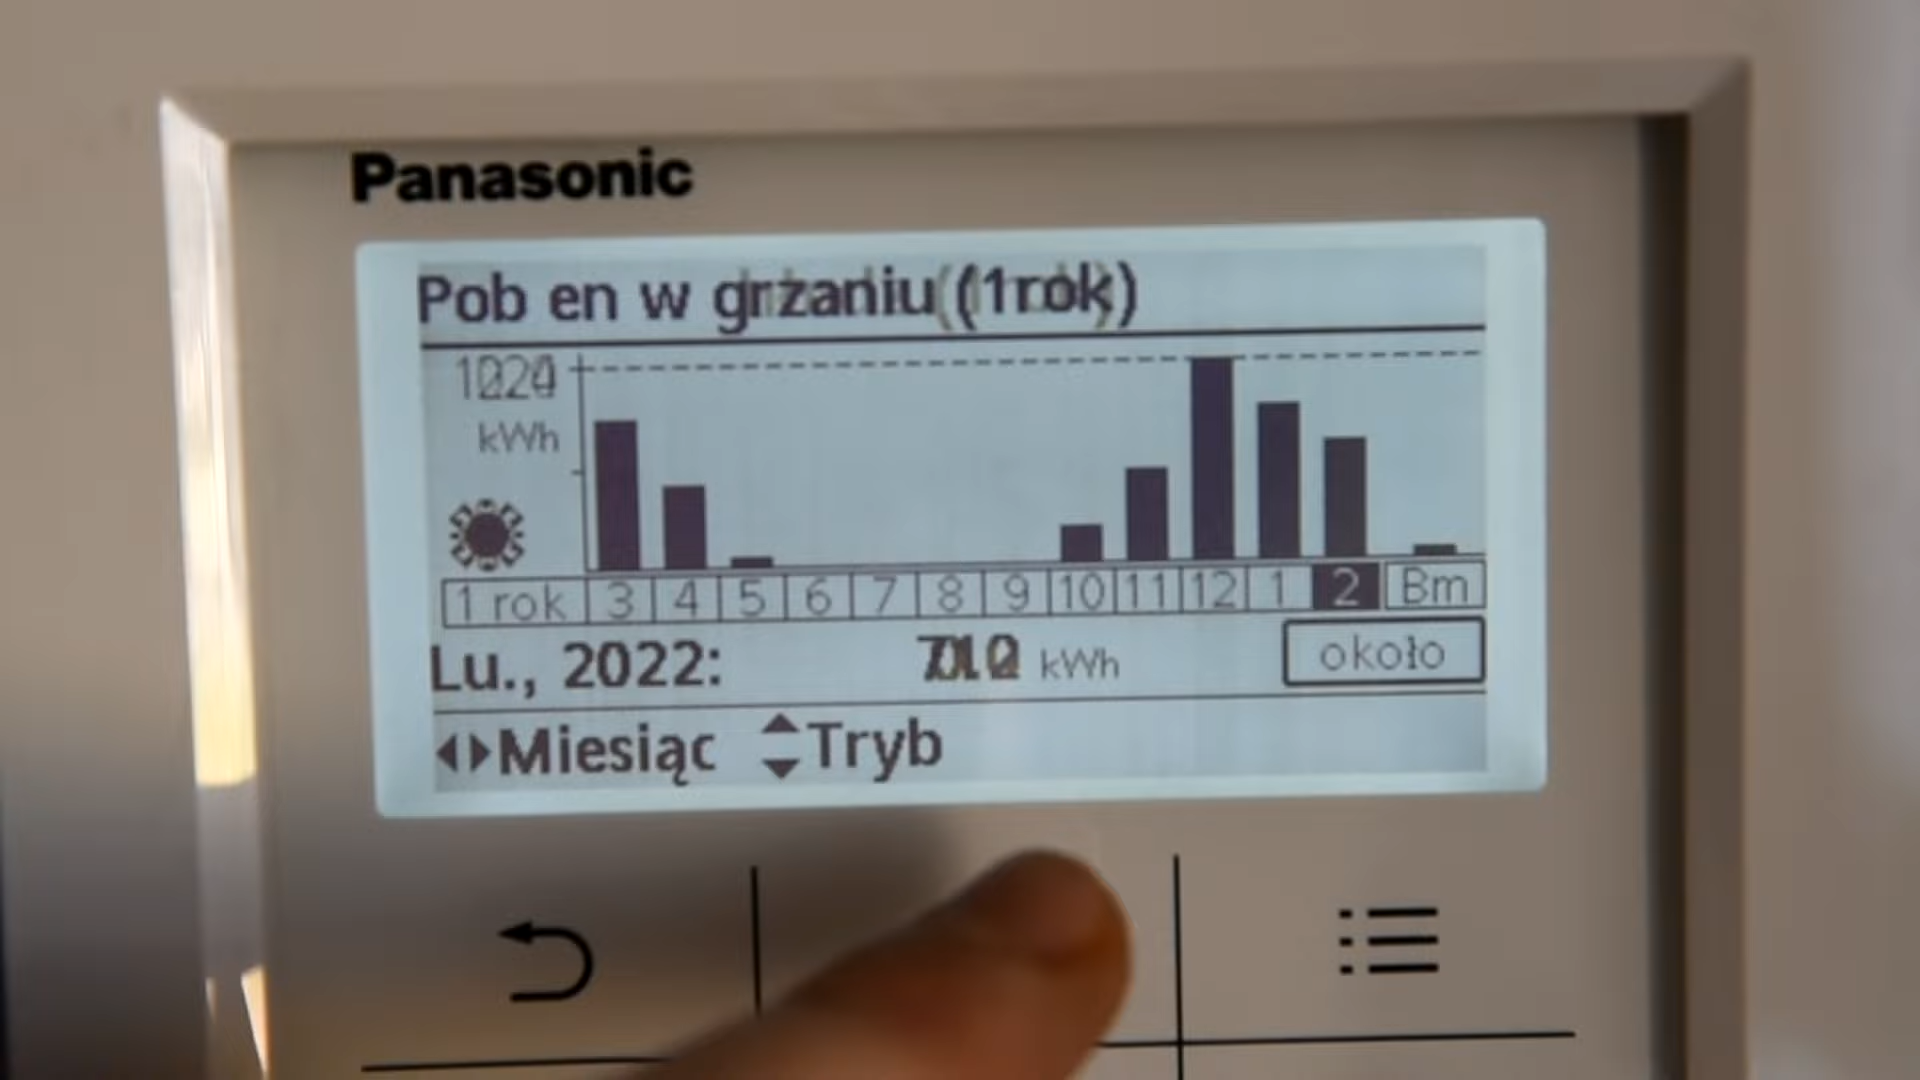 Panasonic
Pob en w grzaniu (1rok)
kWh
1 rok 3 4 5 6 7 8 9 10 11 12 1 2 Bm
Lu., 2022: kWh około
Miesiąc Tryb